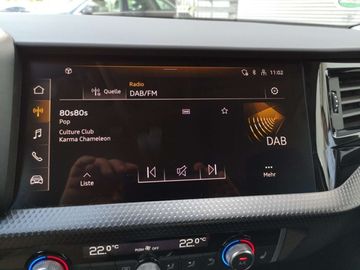 11:02
Radio
Quelle DAB/FM
80s80s
Pop
Culture Club
Karma Chameleon
DAB
Liste
Mehr
22.0°C OFF 22.0°C